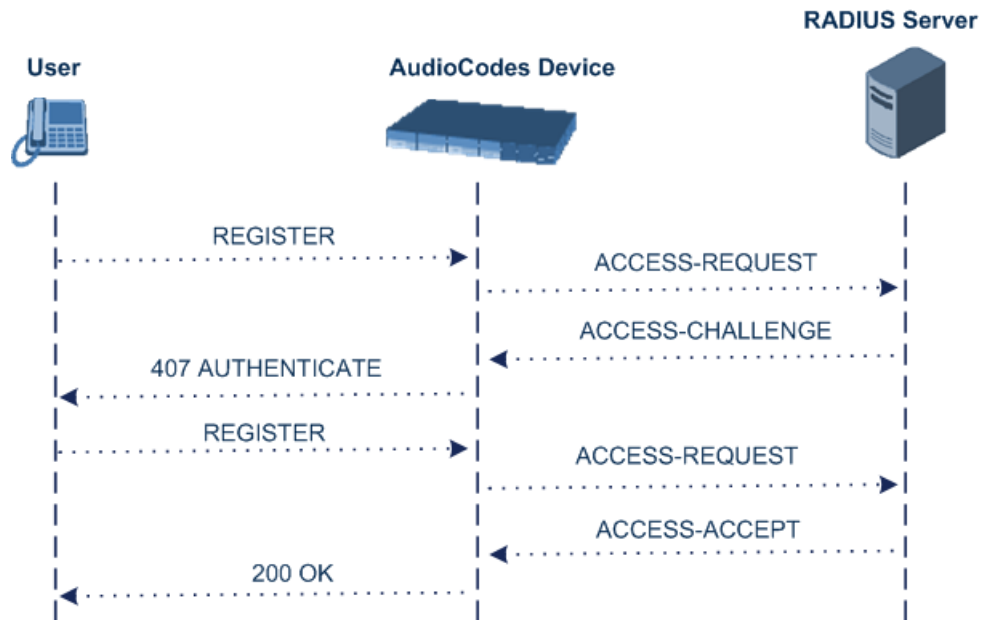 RADIUS Server
User
AudioCodes Device
REGISTER
ACCESS-REQUEST
ACCESS-CHALLENGE
407 AUTHENTICATE
REGISTER
ACCESS-REQUEST
ACCESS-ACCEPT
200 OK